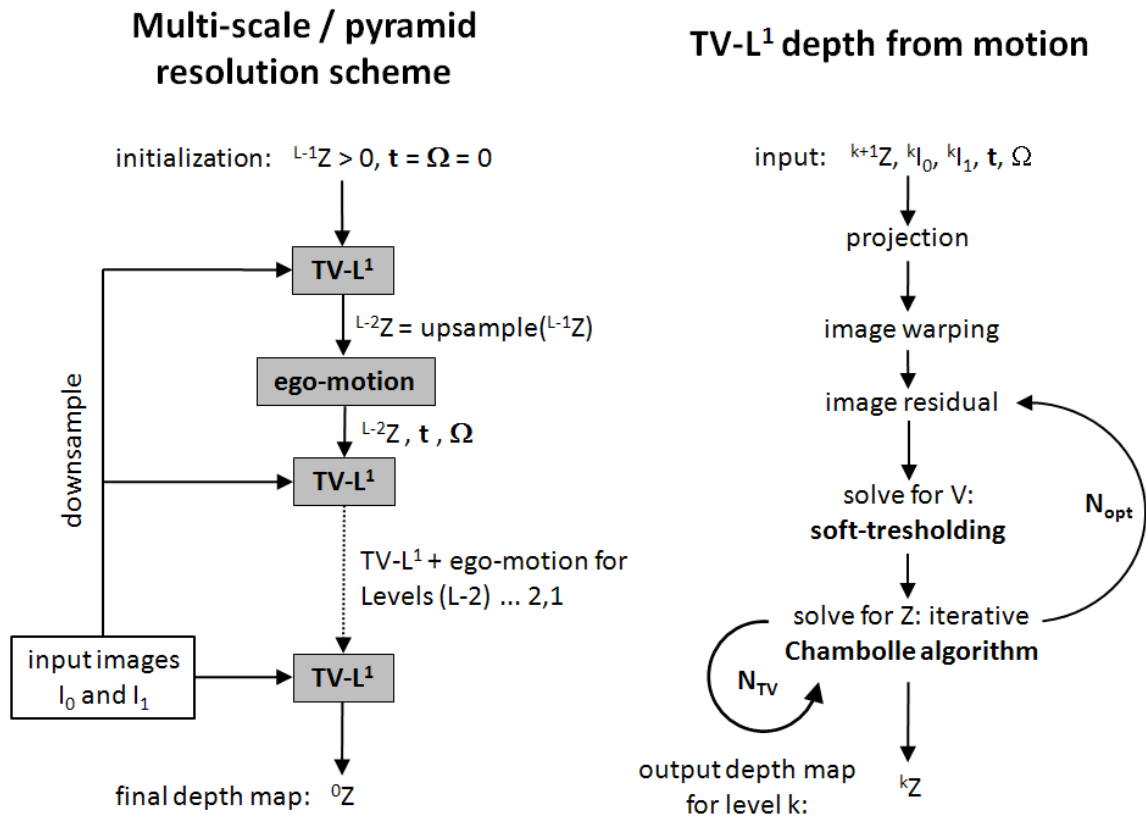 Multi-scale / pyramid
resolution scheme
initialization: ᴸ⁻¹Z > 0, t = Ω = 0
TV-L¹
ᴸ⁻²Z = upsample(ᴸ⁻¹Z)
ego-motion
ᴸ⁻²Z , t , Ω
TV-L¹
downsample
TV-L¹ + ego-motion for
Levels (L-2) ... 2,1
input images
I₀ and I₁
TV-L¹
final depth map: ⁰Z
TV-L¹ depth from motion
input: ᵏ⁺¹Z, ᵏI₀, ᵏI₁, t, Ω
projection
image warping
image residual
solve for V:
soft-tresholding
N_opt
solve for Z: iterative
Chambolle algorithm
N_TV
output depth map
for level k:
ᵏZ